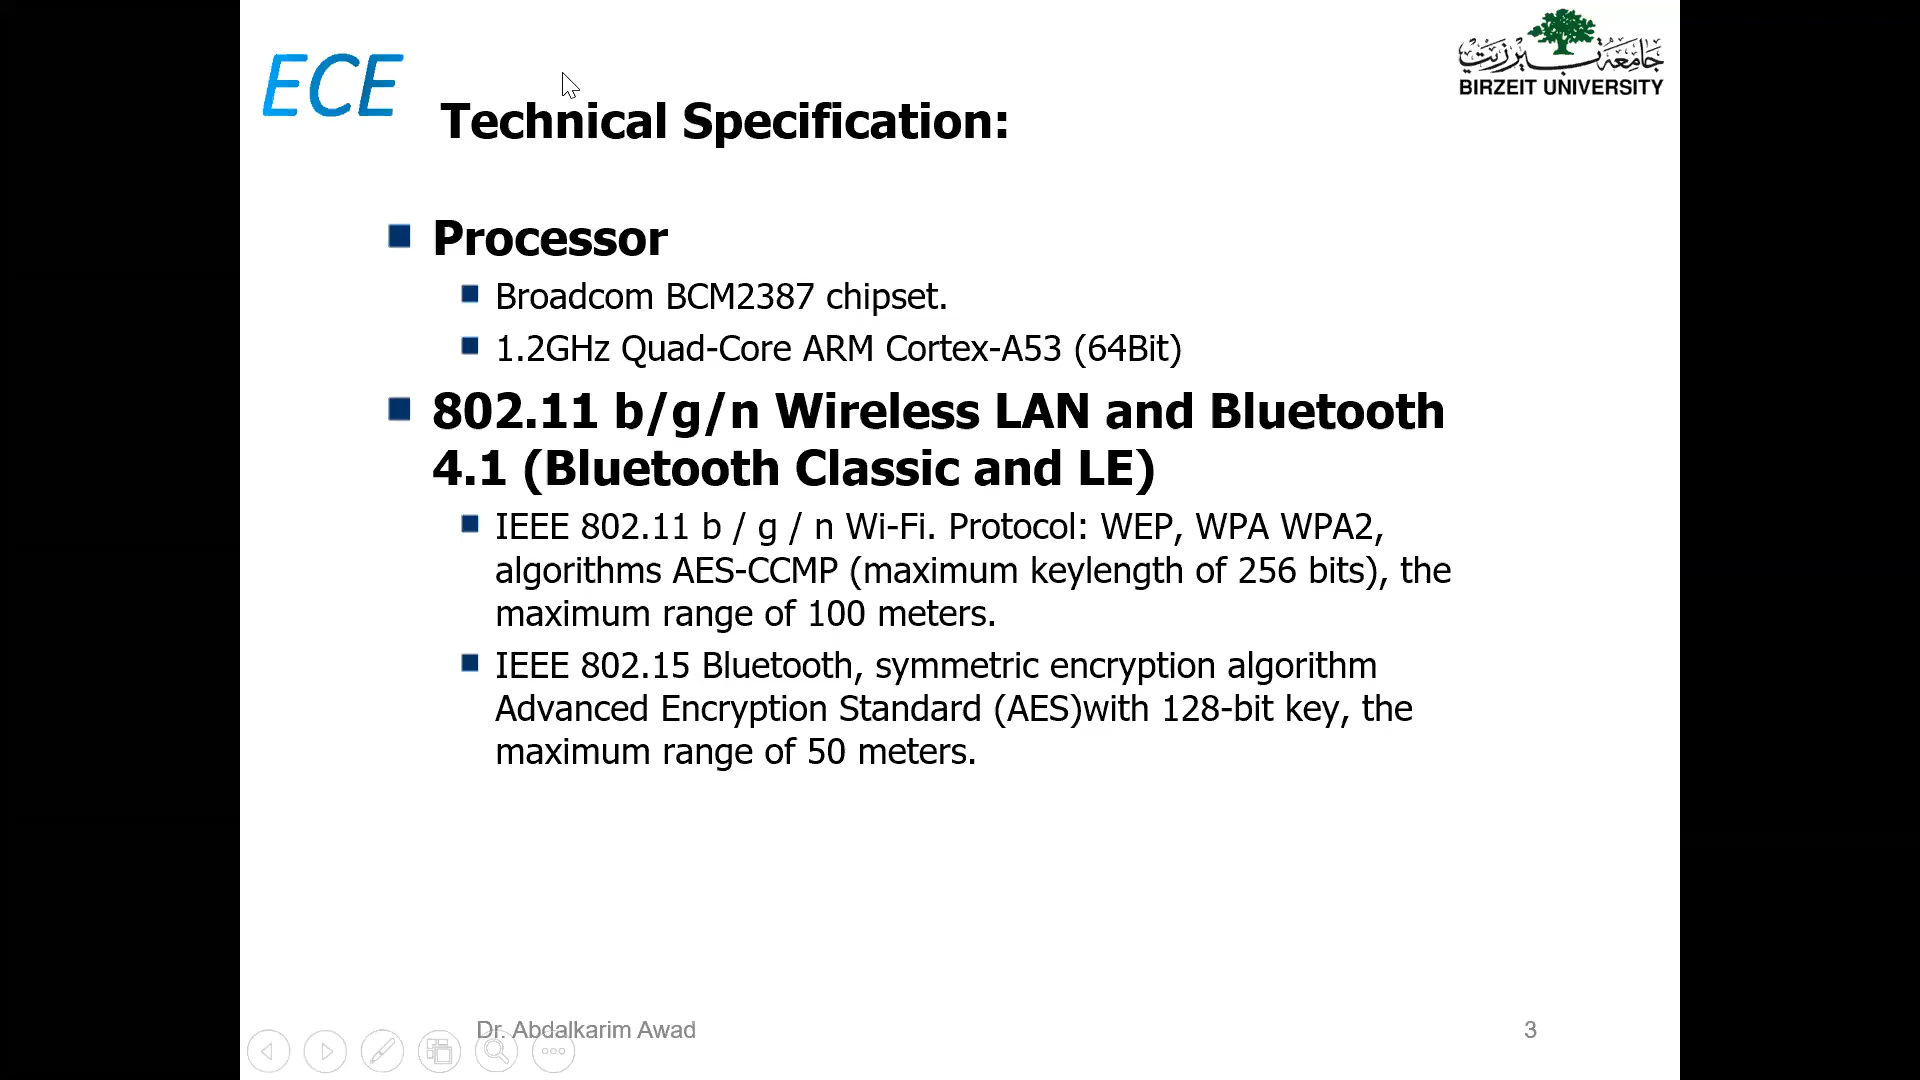 ECE
جامعة بيرزيت
BIRZEIT UNIVERSITY
Technical Specification:
Processor
Broadcom BCM2387 chipset.
1.2GHz Quad-Core ARM Cortex-A53 (64Bit)
802.11 b/g/n Wireless LAN and Bluetooth
4.1 (Bluetooth Classic and LE)
IEEE 802.11 b / g / n Wi-Fi. Protocol: WEP, WPA WPA2,
algorithms AES-CCMP (maximum keylength of 256 bits), the
maximum range of 100 meters.
IEEE 802.15 Bluetooth, symmetric encryption algorithm
Advanced Encryption Standard (AES)with 128-bit key, the
maximum range of 50 meters.
Dr. Abdalkarim Awad
3